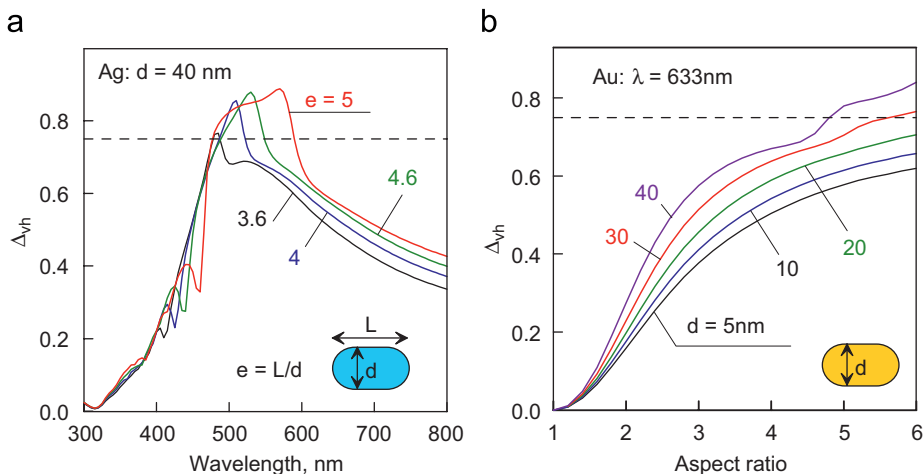 a
Ag: d = 40 nm
e = 5
4.6
3.6
4
L
d
e = L/d
Δvh
0.8
0.6
0.4
0.2
0.0
300 400 500 600 700 800
Wavelength, nm
b
Au: λ = 633nm
40
30
20
10
d = 5nm
d
Δvh
0.8
0.6
0.4
0.2
0.0
1 2 3 4 5 6
Aspect ratio